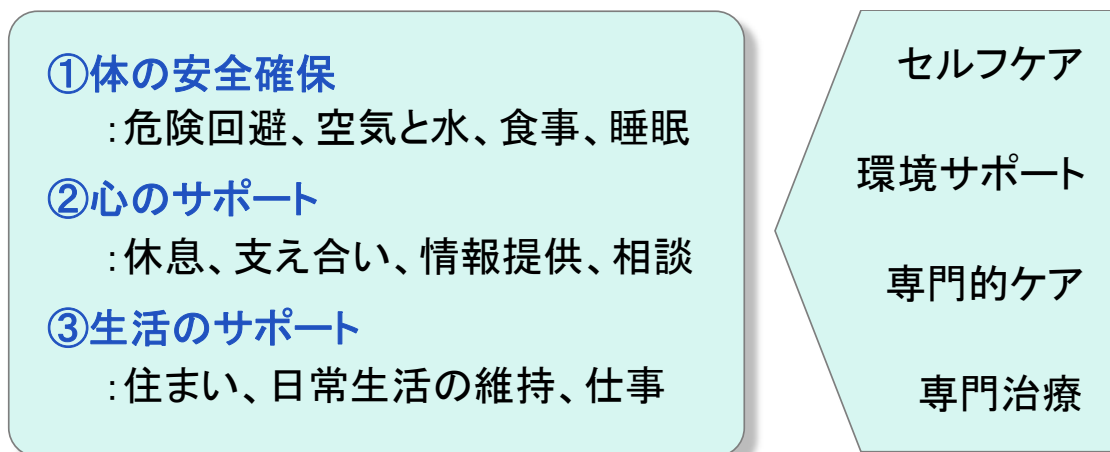 ①体の安全確保
:危険回避、空気と水、食事、睡眠
②心のサポート
:休息、支え合い、情報提供、相談
③生活のサポート
:住まい、日常生活の維持、仕事
セルフケア
環境サポート
専門的ケア
専門治療